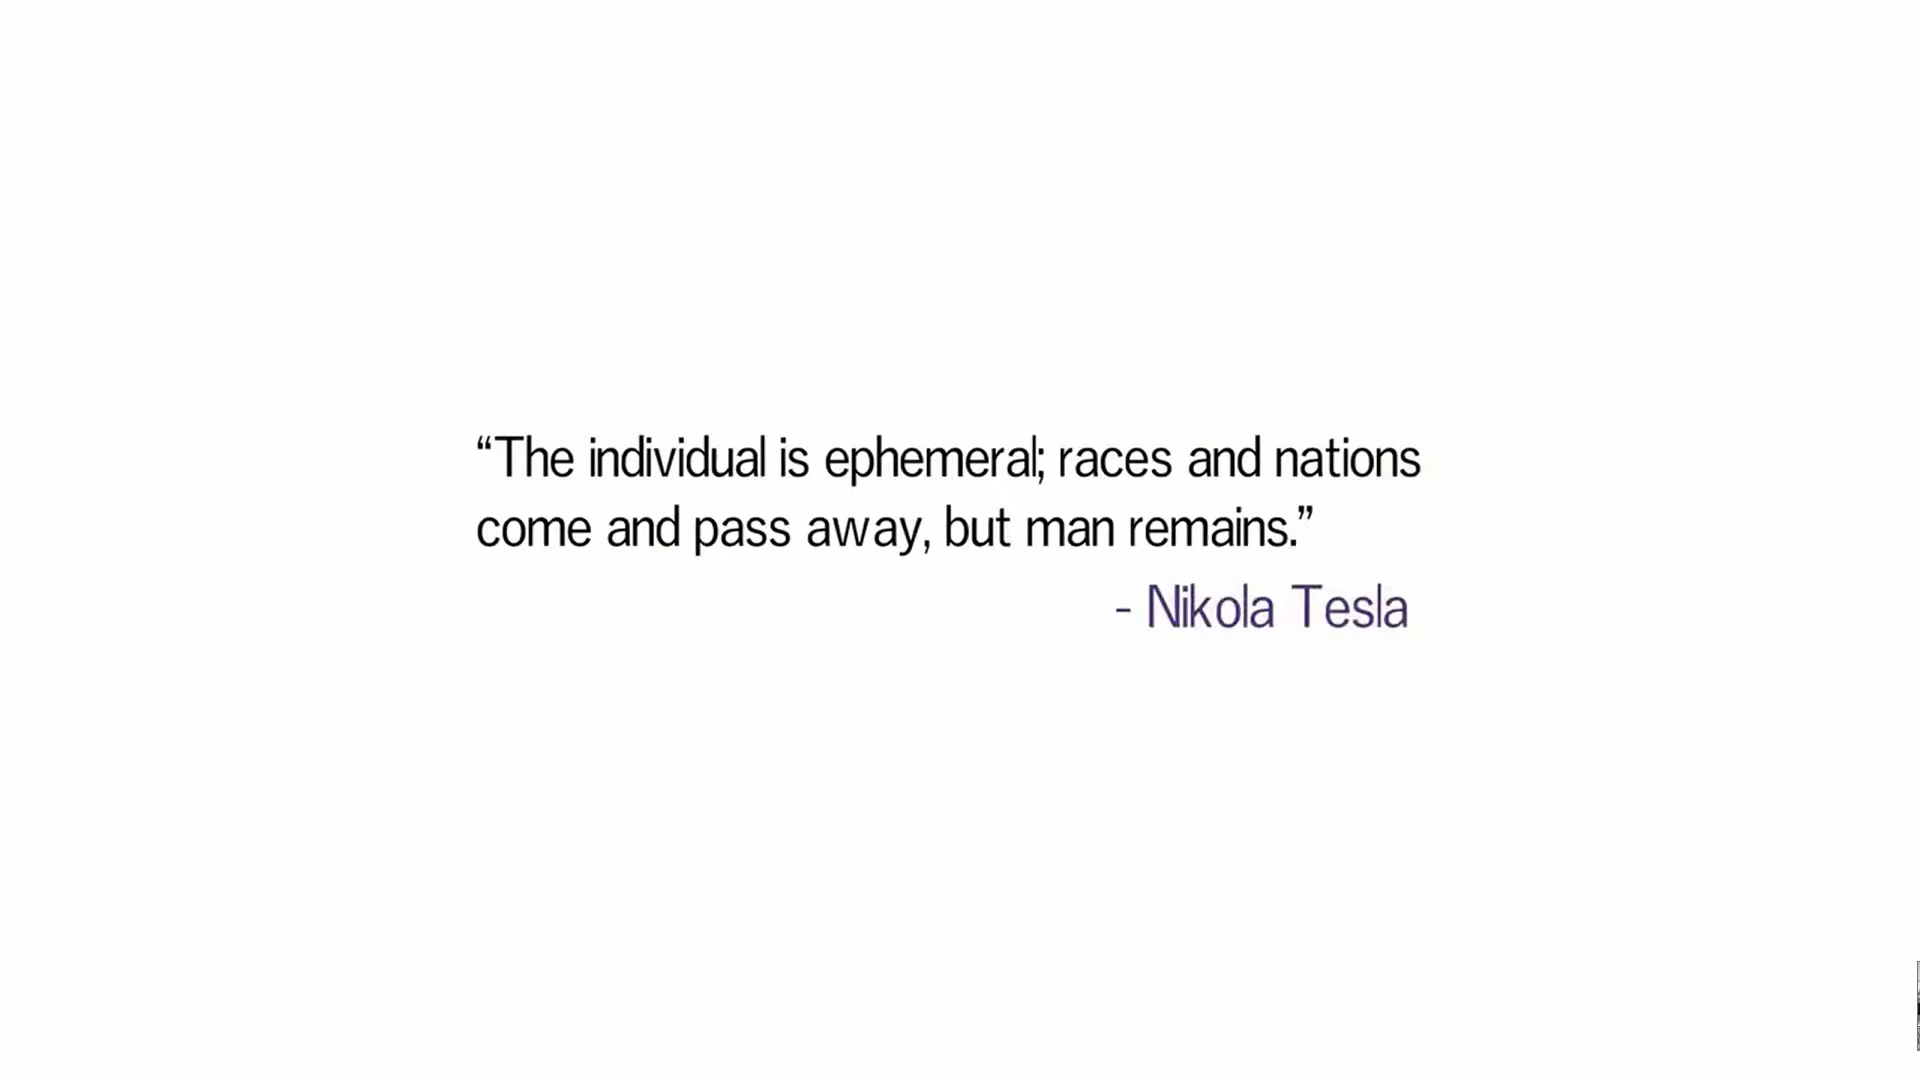 “The individual is ephemeral; races and nations
come and pass away, but man remains.”
- Nikola Tesla